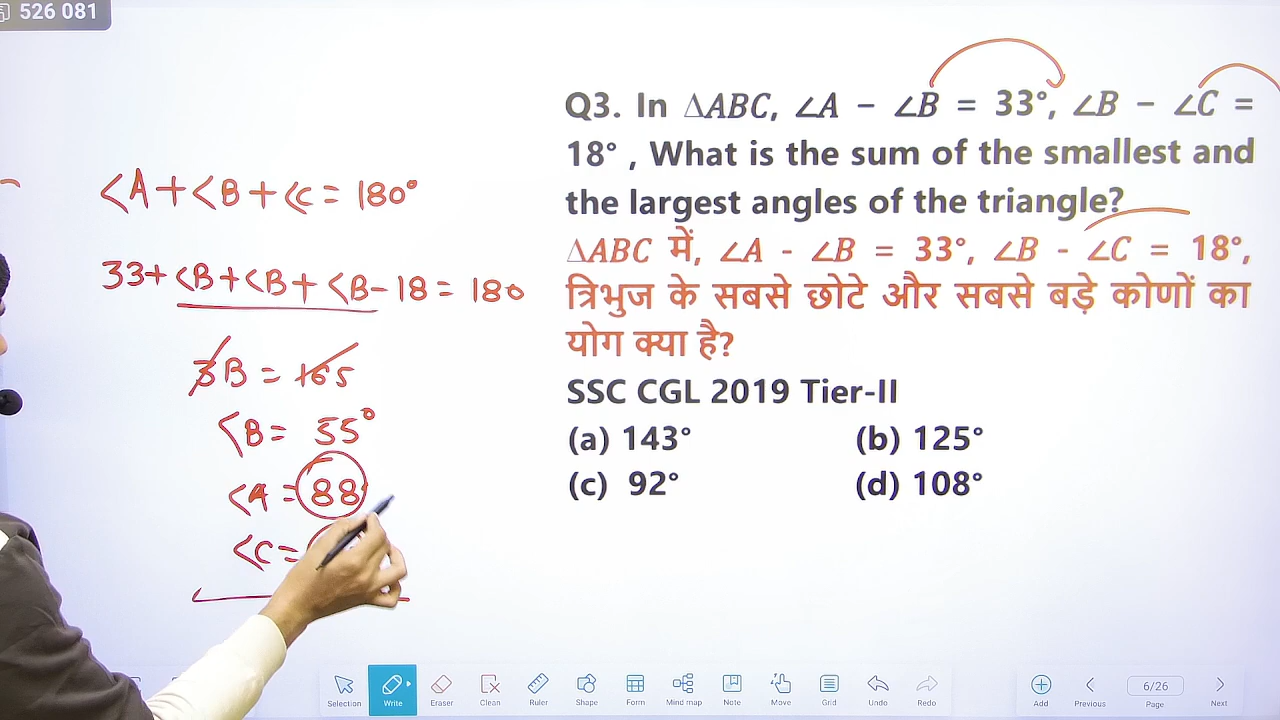 526 081
Q3. In ΔABC, ∠A − ∠B = 33°, ∠B − ∠C =
18° , What is the sum of the smallest and
the largest angles of the triangle?
ΔABC में, ∠A - ∠B = 33°, ∠B - ∠C = 18°,
त्रिभुज के सबसे छोटे और सबसे बड़े कोणों का
योग क्या है?
SSC CGL 2019 Tier-II
(a) 143° (b) 125°
(c) 92° (d) 108°
<A+<B+<C=180°
33+<B+<B+<B-18=180
3B=165
<B=55°
<A=88
<C=
Selection Write Eraser Clean Ruler Shape Form Mind map Note Move Grid Undo Redo Add Previous 6/26 Page Next